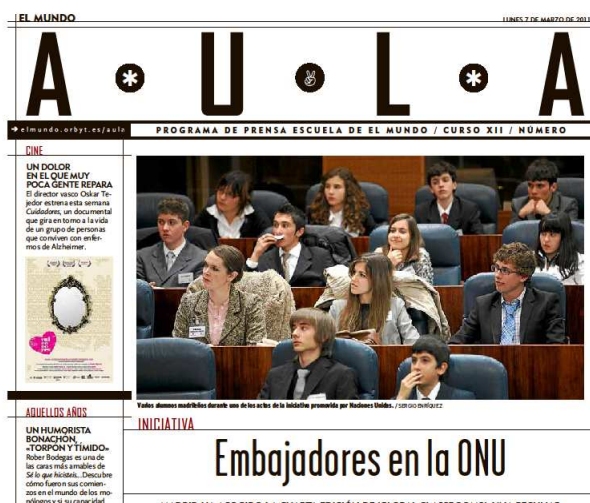 EL MUNDO
LUNES 7 DE MARZO DE 2011
A U L A
elmundo.orbyt.es/aula
PROGRAMA DE PRENSA ESCUELA DE EL MUNDO / CURSO XII / NÚMERO
CINE
UN DOLOR
EN EL QUE MUY
POCA GENTE REPARA
El director vasco Oskar Te-
jedor estrena esta semana
Cuidadores, un documental
que gira en torno a la vida
de un grupo de personas
que conviven con enfer-
mos de Alzheimer.
Varios alumnos madrileños durante uno de los actos de la iniciativa promovida por Naciones Unidas. / SERGIO ENRÍQUEZ
AQUELLOS AÑOS
UN HUMORISTA
BONACHÓN,
«TORPÓN Y TÍMIDO»
Rober Bodegas es una de
las caras más amables de
Sé lo que hicisteis... Descubre
cómo fueron sus comien-
zos en el mundo de los mo-
nólogos y si su capacidad
INICIATIVA
Embajadores en la ONU